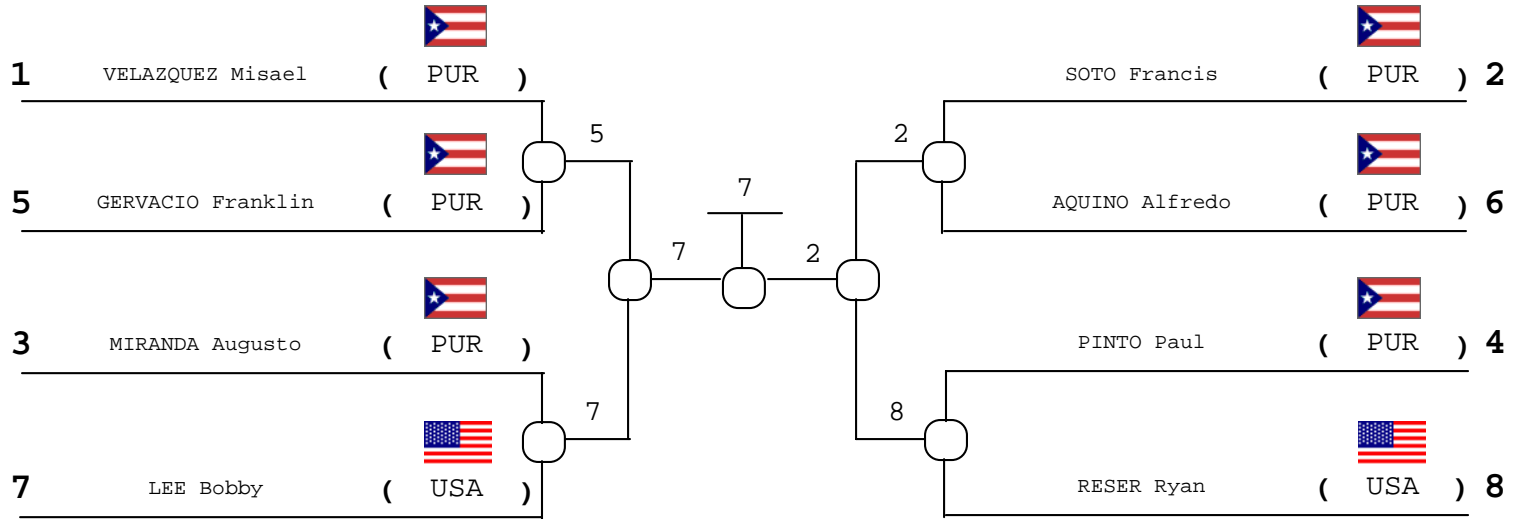 1 VELAZQUEZ Misael ( PUR )
SOTO Francis ( PUR ) 2
5
2
5 GERVACIO Franklin ( PUR )
7
AQUINO Alfredo ( PUR ) 6
7
2
3 MIRANDA Augusto ( PUR )
PINTO Paul ( PUR ) 4
7
8
7 LEE Bobby ( USA )
RESER Ryan ( USA ) 8